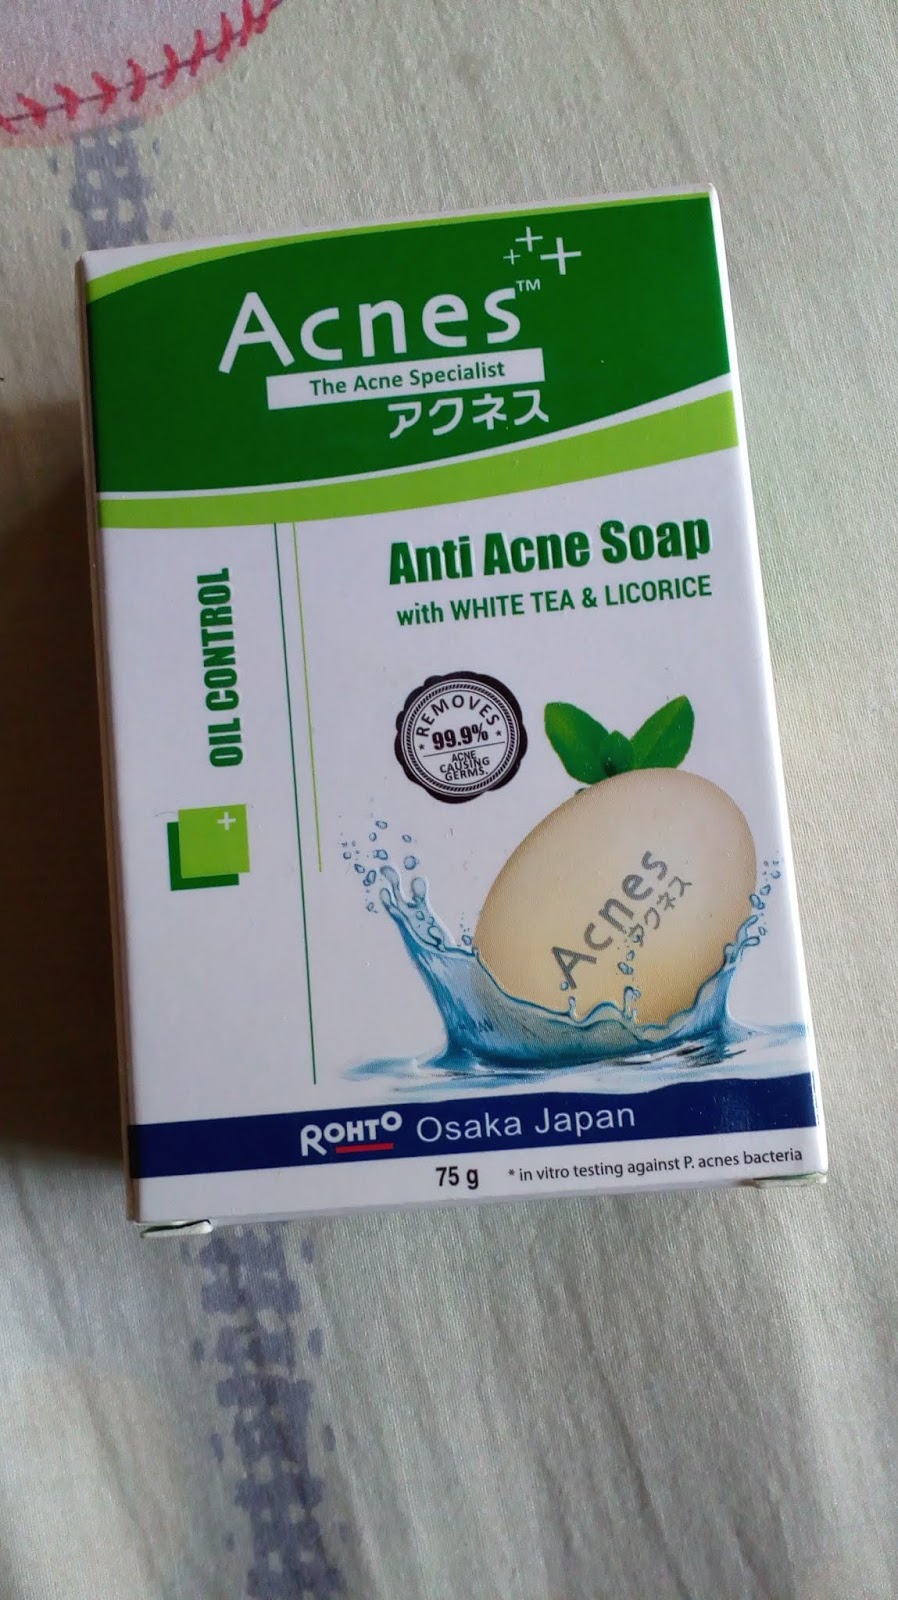 Acnes™
The Acne Specialist
アクネス
Anti Acne Soap
with WHITE TEA & LICORICE
OIL CONTROL
REMOVES
99.9%
ACNE
CAUSING
GERMS.
Acnes
アクネス
ROHTO Osaka Japan
75 g * in vitro testing against P. acnes bacteria